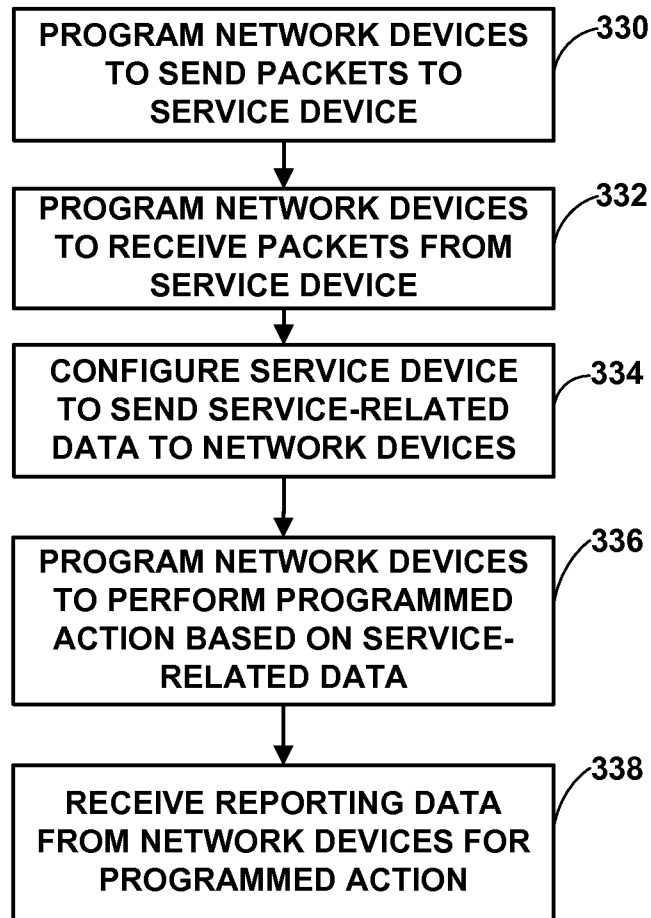 PROGRAM NETWORK DEVICES
TO SEND PACKETS TO
SERVICE DEVICE
330
PROGRAM NETWORK DEVICES
TO RECEIVE PACKETS FROM
SERVICE DEVICE
332
CONFIGURE SERVICE DEVICE
TO SEND SERVICE-RELATED
DATA TO NETWORK DEVICES
334
PROGRAM NETWORK DEVICES
TO PERFORM PROGRAMMED
ACTION BASED ON SERVICE-
RELATED DATA
336
RECEIVE REPORTING DATA
FROM NETWORK DEVICES FOR
PROGRAMMED ACTION
338